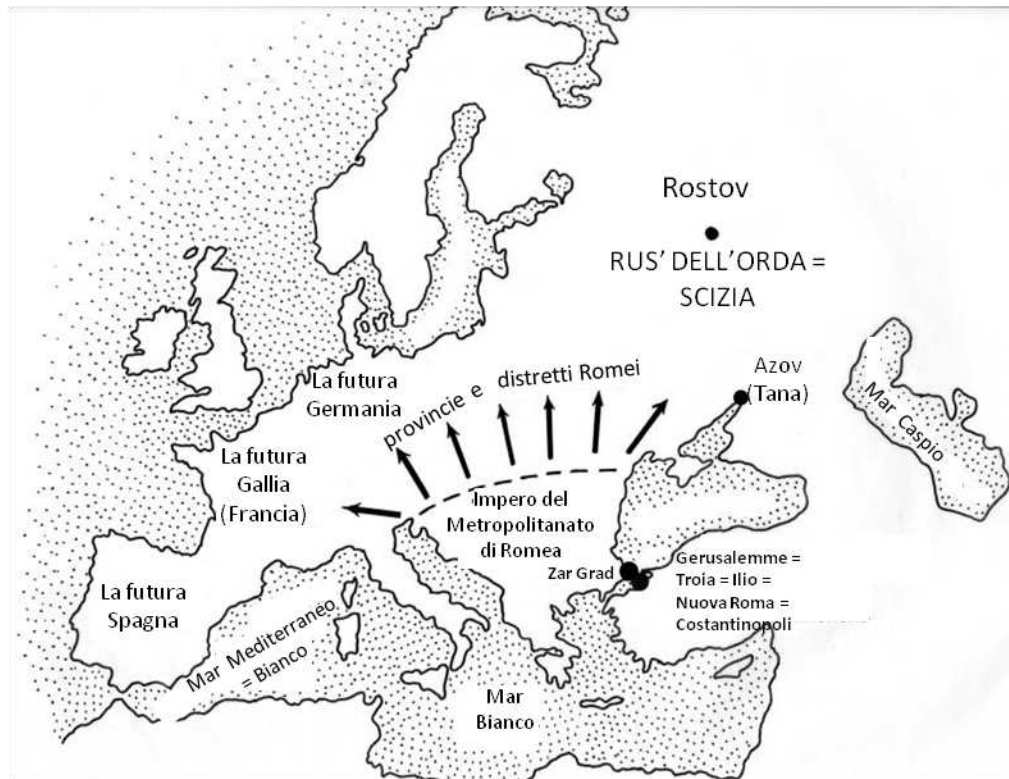 Rostov
RUS' DELL'ORDA =
SCIZIA
Azov
(Tana)
Mar Caspio
La futura
Germania
provincie e distretti Romei
La futura
Gallia
(Francia)
Impero del
Metropolitanato
di Romea
Zar Grad
Gerusalemme =
Troia = Ilio =
Nuova Roma =
Costantinopoli
La futura
Spagna
Mar Mediterraneo
= Bianco
Mar
Bianco